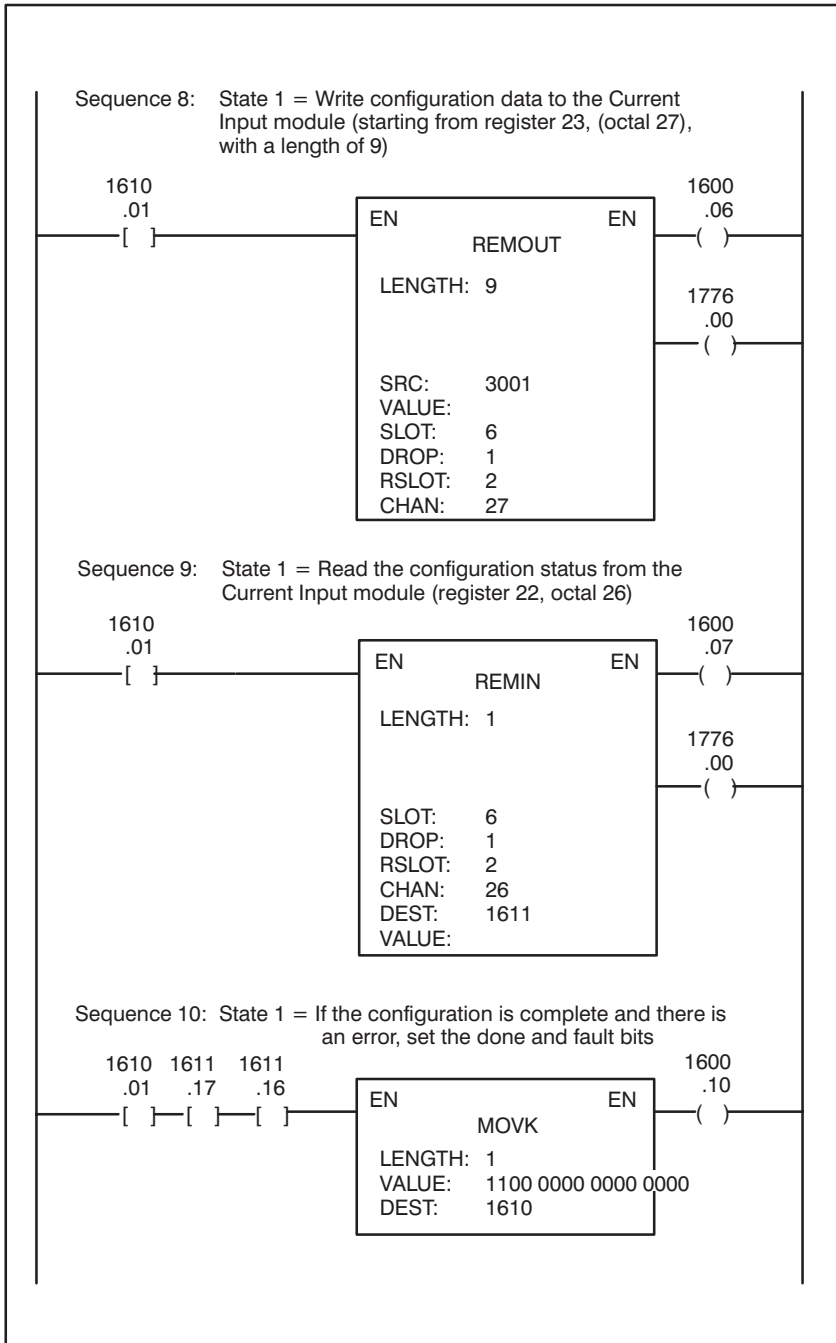 Sequence 8: State 1 = Write configuration data to the Current
Input module (starting from register 23, (octal 27),
with a length of 9)
1610 1600
.01 .06
[ ] EN EN ( )
REMOUT
LENGTH: 9
1776
.00
( )
SRC: 3001
VALUE:
SLOT: 6
DROP: 1
RSLOT: 2
CHAN: 27
Sequence 9: State 1 = Read the configuration status from the
Current Input module (register 22, octal 26)
1610 1600
.01 .07
[ ] EN EN ( )
REMIN
LENGTH: 1
1776
.00
( )
SLOT: 6
DROP: 1
RSLOT: 2
CHAN: 26
DEST: 1611
VALUE:
Sequence 10: State 1 = If the configuration is complete and there is
an error, set the done and fault bits
1610 1611 1611 1600
.01 .17 .16 .10
[ ] [ ] [ ] EN EN ( )
MOVK
LENGTH: 1
VALUE: 1100 0000 0000 0000
DEST: 1610